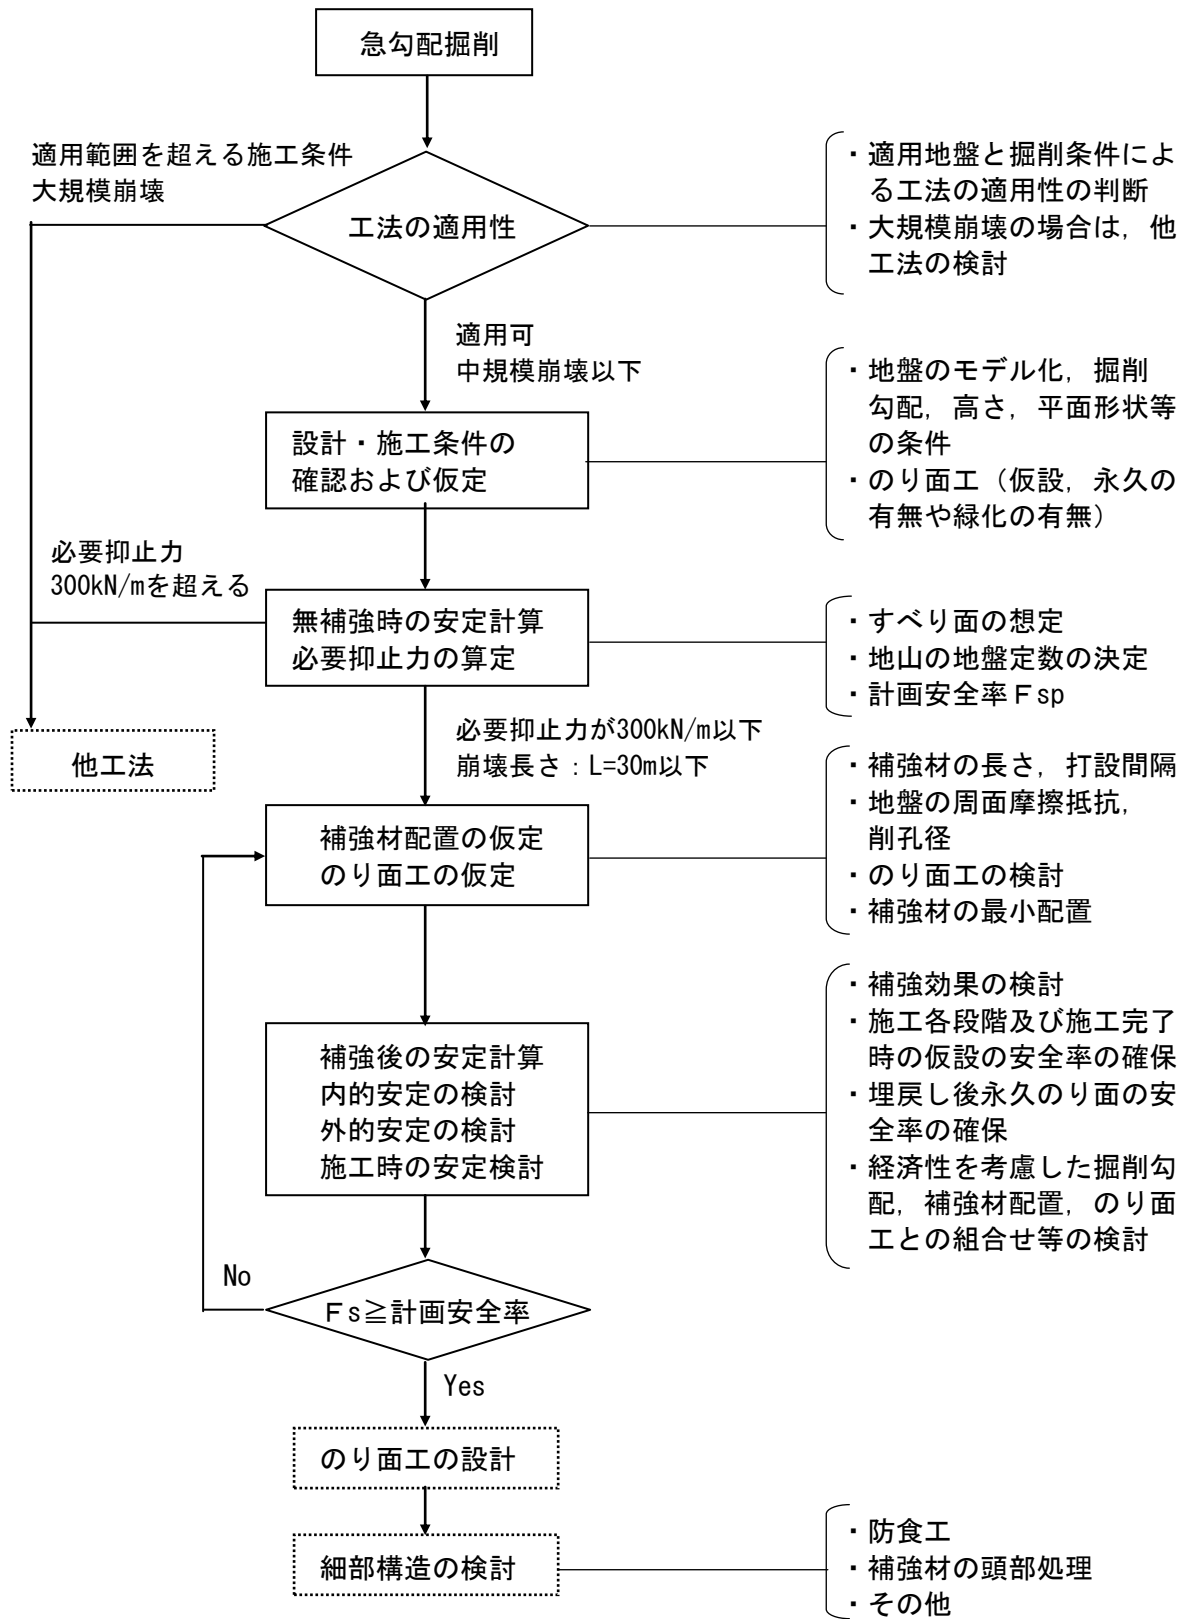 急勾配掘削
適用範囲を超える施工条件
大規模崩壊
工法の適用性
・適用地盤と掘削条件によ
る工法の適用性の判断
・大規模崩壊の場合は，他
工法の検討
適用可
中規模崩壊以下
設計・施工条件の
確認および仮定
・地盤のモデル化，掘削
勾配，高さ，平面形状等
の条件
・のり面工（仮設，永久の
有無や緑化の有無）
必要抑止力
300kN/mを超える
無補強時の安定計算
必要抑止力の算定
・すべり面の想定
・地山の地盤定数の決定
・計画安全率Ｆsp
他工法
必要抑止力が300kN/m以下
崩壊長さ：L=30m以下
補強材配置の仮定
のり面工の仮定
・補強材の長さ，打設間隔
・地盤の周面摩擦抵抗，
削孔径
・のり面工の検討
・補強材の最小配置
補強後の安定計算
内的安定の検討
外的安定の検討
施工時の安定検討
・補強効果の検討
・施工各段階及び施工完了
時の仮設の安全率の確保
・埋戻し後永久のり面の安
全率の確保
・経済性を考慮した掘削勾
配，補強材配置，のり面
工との組合せ等の検討
No
Ｆs≧計画安全率
Yes
のり面工の設計
細部構造の検討
・防食工
・補強材の頭部処理
・その他